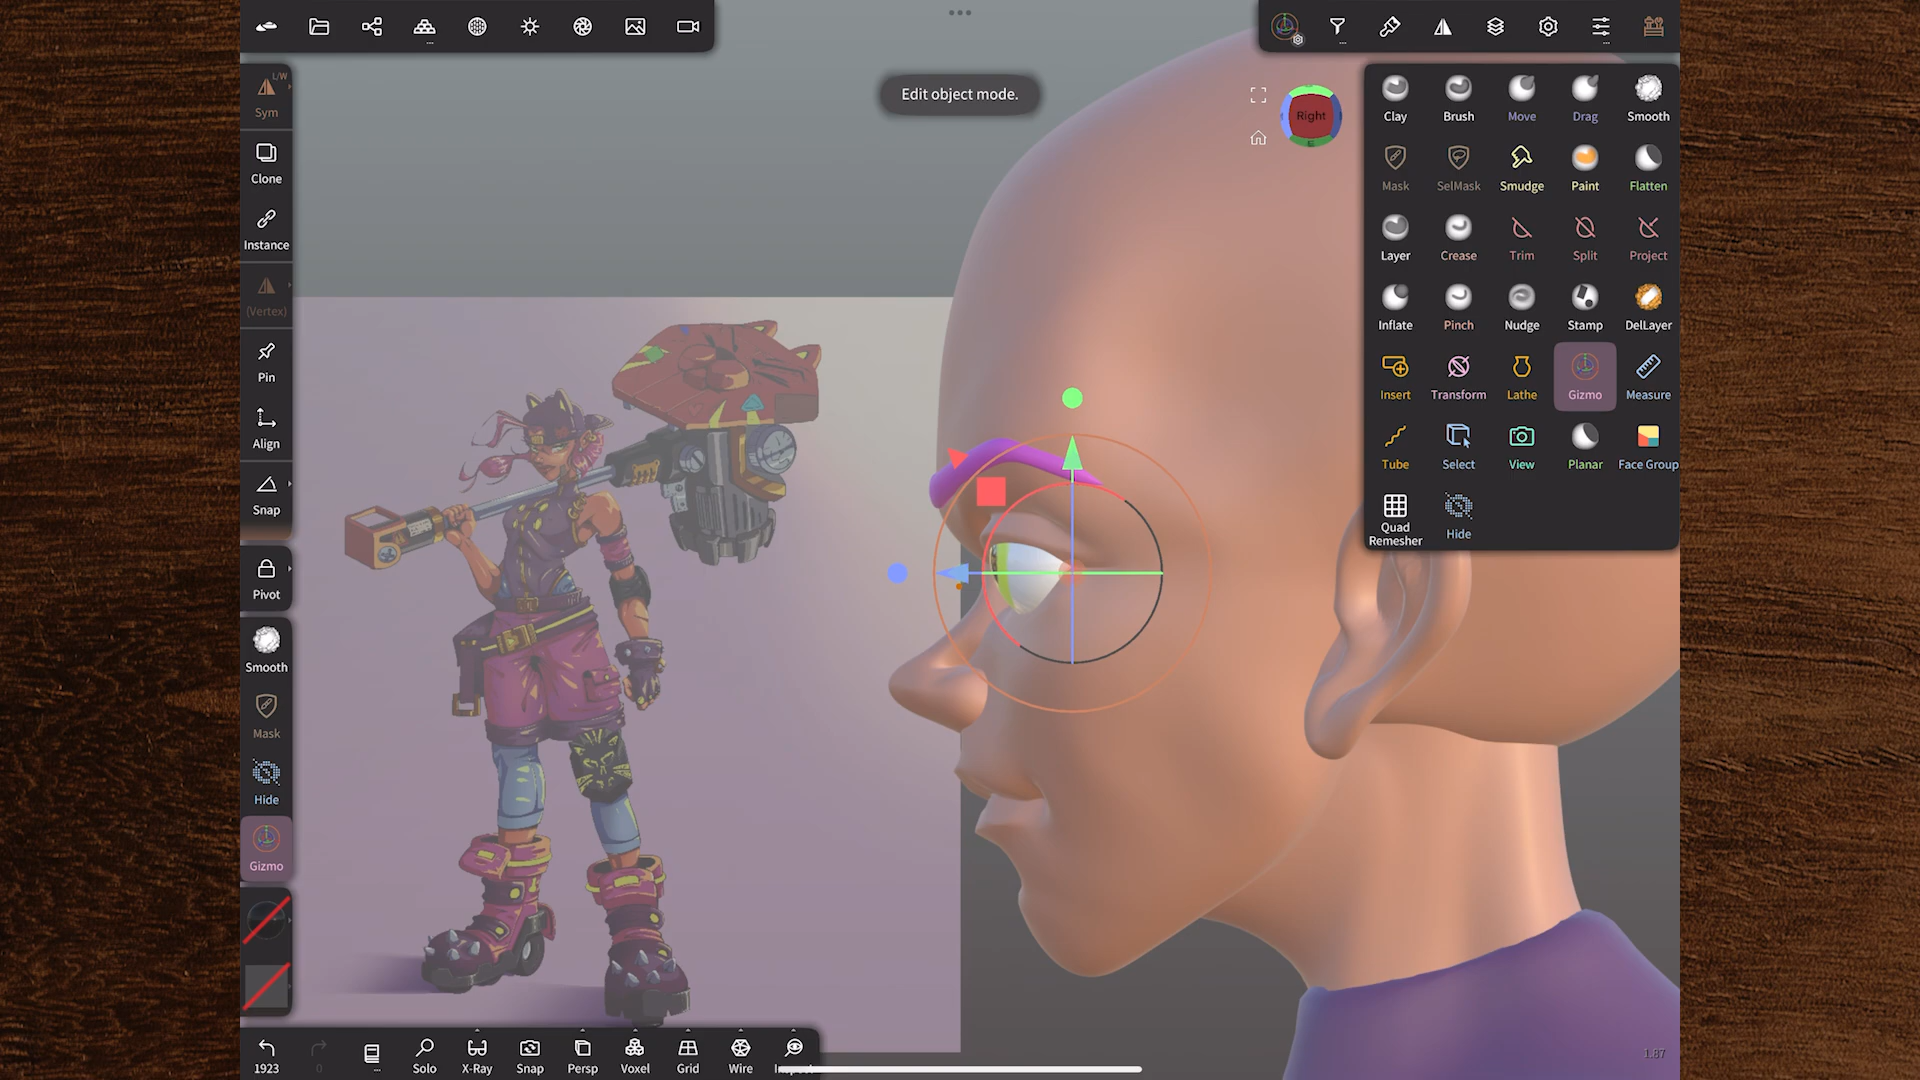 Edit object mode.
Right
L/W
Sym
Clone
Instance
(Vertex)
Pin
Align
Snap
Pivot
Smooth
Mask
Hide
Gizmo
Clay Brush Move Drag Smooth
Mask SelMask Smudge Paint Flatten
Layer Crease Trim Split Project
Inflate Pinch Nudge Stamp DelLayer
Insert Transform Lathe Gizmo Measure
Tube Select View Planar Face Group
Quad
Remesher
Hide
1923 0 ... Solo X-Ray Snap Persp Voxel Grid Wire
1.87